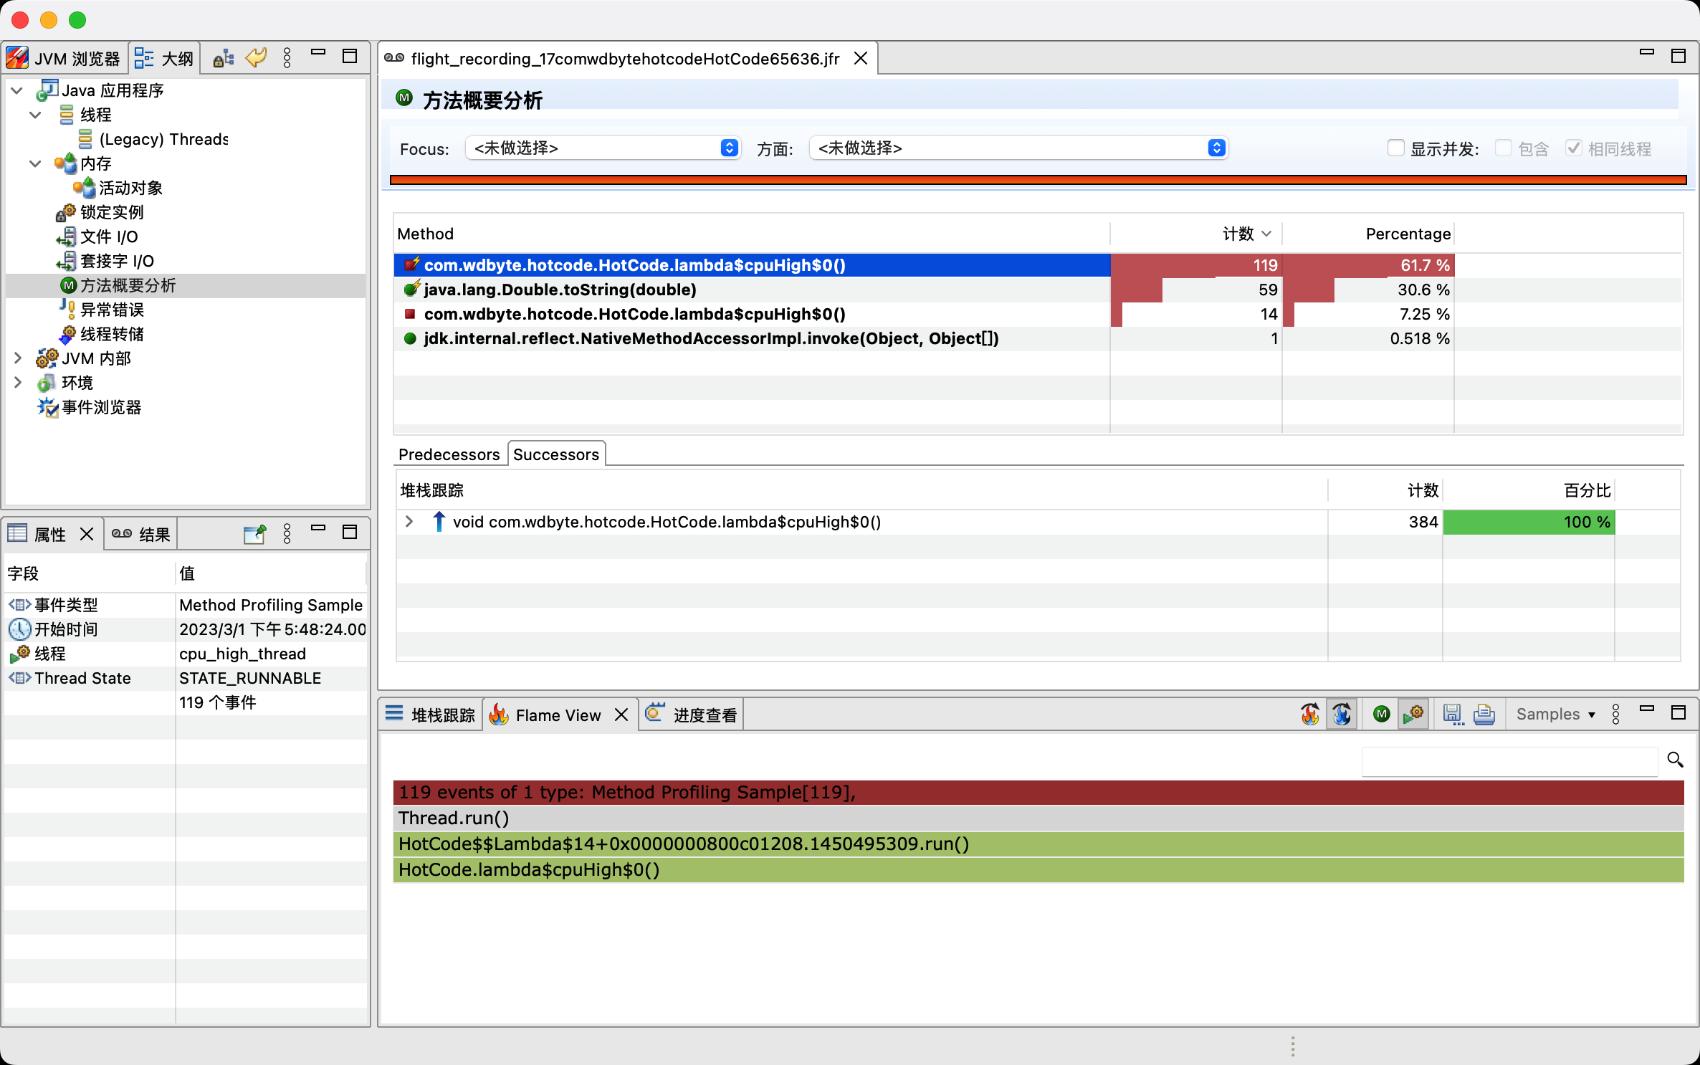 JVM 浏览器
大纲
Java 应用程序
线程
(Legacy) Threads
内存
活动对象
锁定实例
文件 I/O
套接字 I/O
方法概要分析
异常错误
线程转储
JVM 内部
环境
事件浏览器
属性
结果
字段 值
事件类型 Method Profiling Sample
开始时间 2023/3/1 下午5:48:24.00
线程 cpu_high_thread
Thread State STATE_RUNNABLE
119 个事件
flight_recording_17comwdbytehotcodeHotCode65636.jfr
方法概要分析
Focus: <未做选择> 方面: <未做选择> 显示并发: 包含 相同线程
Method 计数 Percentage
com.wdbyte.hotcode.HotCode.lambda$cpuHigh$0() 119 61.7 %
java.lang.Double.toString(double) 59 30.6 %
com.wdbyte.hotcode.HotCode.lambda$cpuHigh$0() 14 7.25 %
jdk.internal.reflect.NativeMethodAccessorImpl.invoke(Object, Object[]) 1 0.518 %
Predecessors Successors
堆栈跟踪 计数 百分比
void com.wdbyte.hotcode.HotCode.lambda$cpuHigh$0() 384 100 %
堆栈跟踪 Flame View 进度查看 Samples
119 events of 1 type: Method Profiling Sample[119],
Thread.run()
HotCode$$Lambda$14+0x0000000800c01208.1450495309.run()
HotCode.lambda$cpuHigh$0()